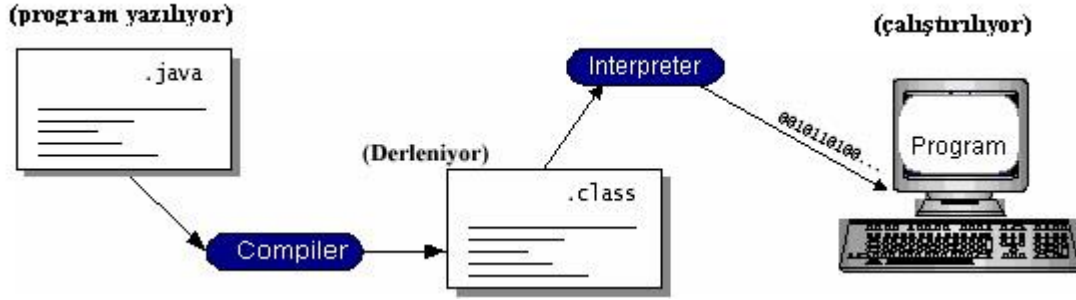 (program yazılıyor)
.java
Compiler
(Derleniyor)
.class
Interpreter
0010110100...
(çalıştırılıyor)
Program